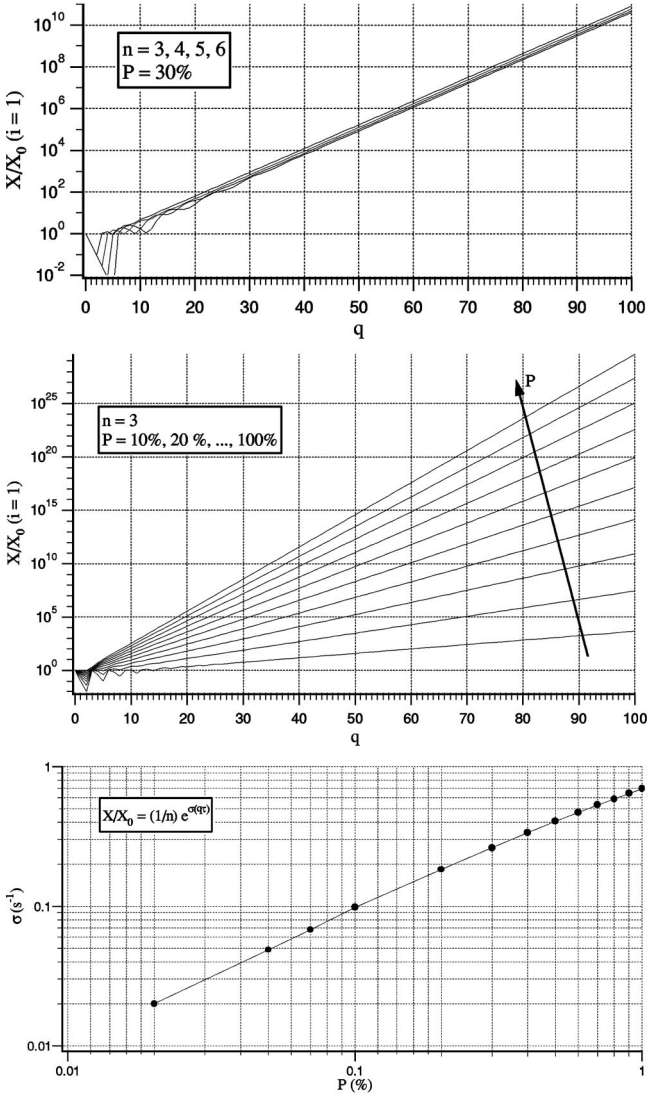 10^10
10^8
10^6
10^4
10^2
10^0
10^-2
X/X_0 (i = 1)
n = 3, 4, 5, 6
P = 30%
0 10 20 30 40 50 60 70 80 90 100
q
10^25
10^20
10^15
10^10
10^5
10^0
X/X_0 (i = 1)
n = 3
P = 10%, 20 %, ..., 100%
P
0 10 20 30 40 50 60 70 80 90 100
q
1
0.1
0.01
σ (s^-1)
X/X_0 = (1/n) e^σ(qτ)
0.01 0.1 1
P (%)